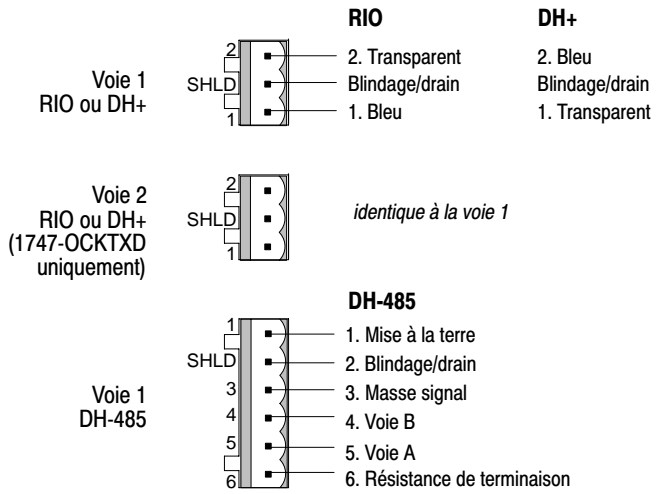 RIO DH+
Voie 1
RIO ou DH+
2
SHLD
1
2. Transparent
Blindage/drain
1. Bleu
2. Bleu
Blindage/drain
1. Transparent
Voie 2
RIO ou DH+
(1747-OCKTXD
uniquement)
2
SHLD
1
identique à la voie 1
DH-485
Voie 1
DH-485
1
SHLD
3
4
5
6
1. Mise à la terre
2. Blindage/drain
3. Masse signal
4. Voie B
5. Voie A
6. Résistance de terminaison